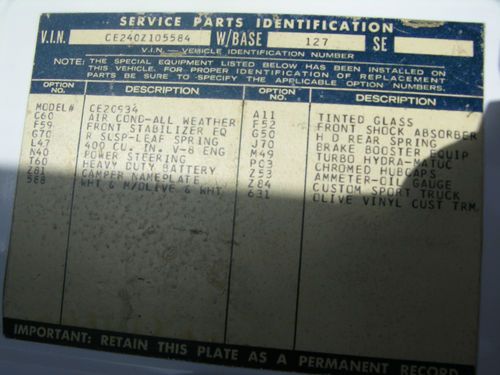 SERVICE PARTS IDENTIFICATION
V.I.N. CE240Z105584 W/BASE 127 SE
V.I.N. — VEHICLE IDENTIFICATION NUMBER
NOTE: THE SPECIAL EQUIPMENT LISTED BELOW HAS BEEN INSTALLED ON
THIS VEHICLE. FOR PROPER IDENTIFICATION OF REPLACEMENT
PARTS BE SURE TO SPECIFY THE APPLICABLE OPTION NUMBERS.
OPTION NO. DESCRIPTION OPTION NO. DESCRIPTION
MODEL# CE20934
C60 AIR COND-ALL WEATHER
F59 FRONT STABILIZER EQ
G70 R SUSP-LEAF SPRING
L47 400 CU. IN. V-8 ENG
N40 POWER STEERING
T60 HEAVY DUTY BATTERY
Z81 CAMPER NAMEPLATE
568 WHT & M/OLIVE & WHT
A11 TINTED GLASS
F52 FRONT SHOCK ABSORBER
G50 H D REAR SPRING
J70 BRAKE BOOSTER EQUIP
M49 TURBO HYDRA-MATIC
P03 CHROMED HUBCAPS
Z53 AMMETER-OIL GAUGE
Z84 CUSTOM SPORT TRUCK
631 OLIVE VINYL CUST TRM
IMPORTANT: RETAIN THIS PLATE AS A PERMANENT RECORD